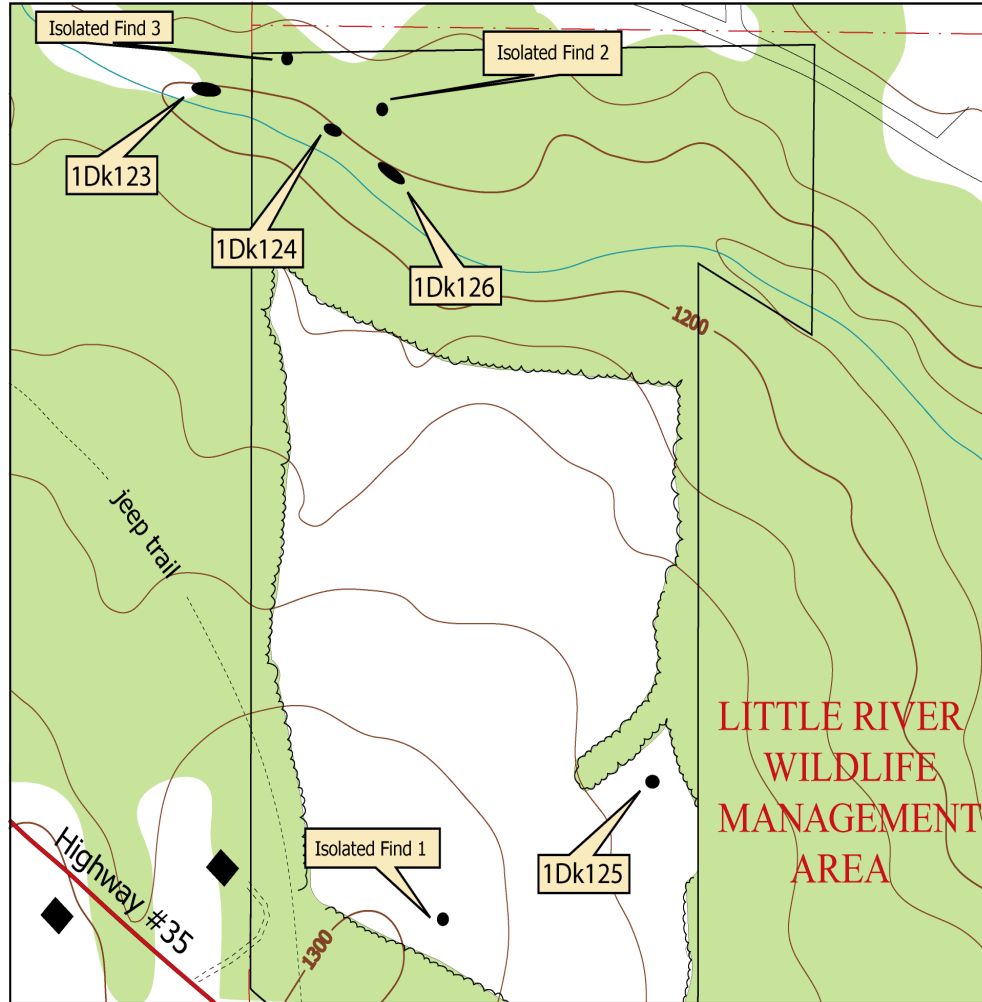 Isolated Find 3
Isolated Find 2
1Dk123
1Dk124
1Dk126
1200
jeep trail
LITTLE RIVER
WILDLIFE
MANAGEMENT
AREA
Highway #35
Isolated Find 1
1Dk125
1300